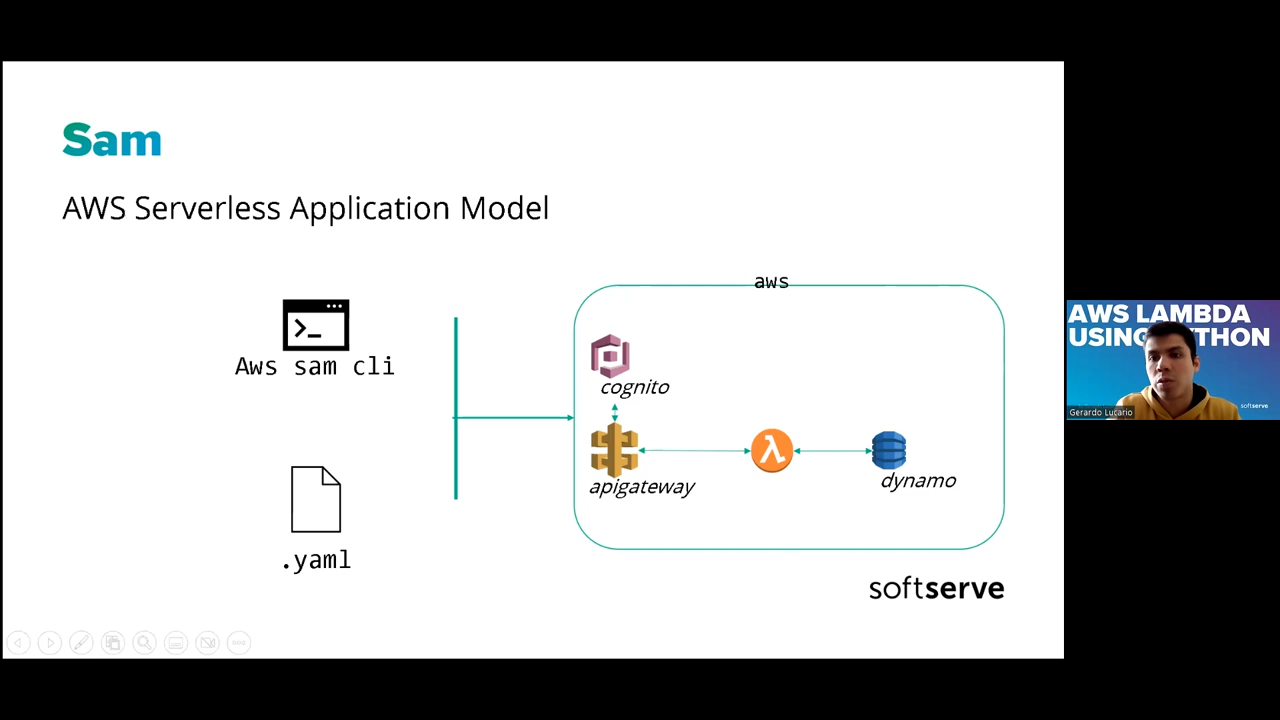 Sam
AWS Serverless Application Model
aws
>_
Aws sam cli
cognito
λ
apigateway
dynamo
.yaml
softserve
AWS LAMBDA
USING PYTHON
Gerardo Lucario
softserve